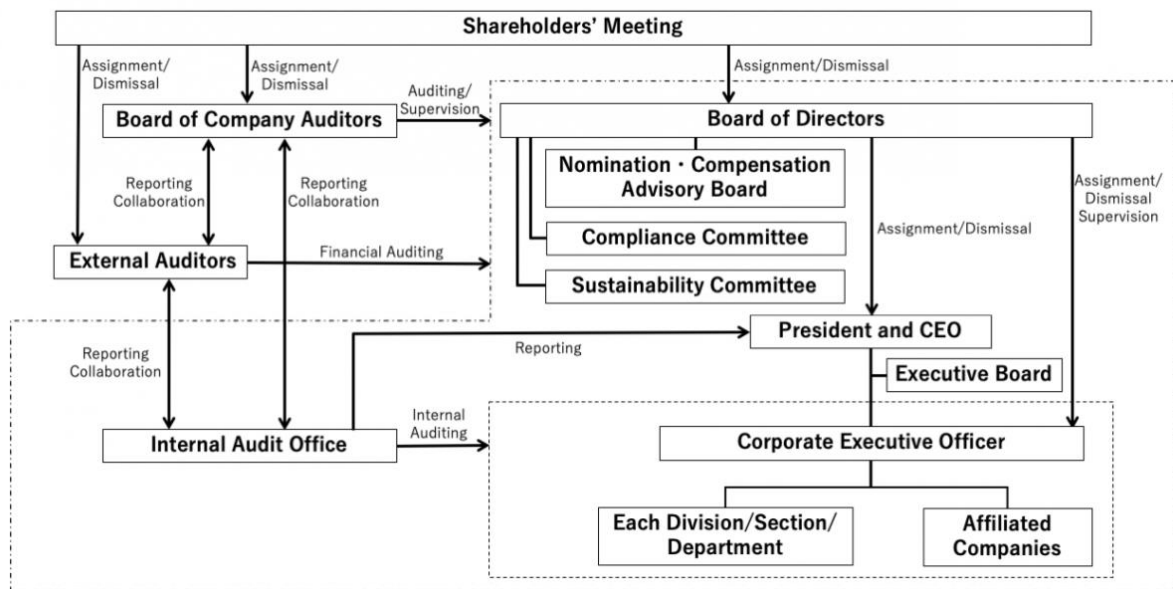 Shareholders' Meeting
Assignment/
Dismissal
Assignment/
Dismissal
Assignment/Dismissal
Auditing/
Supervision
Board of Company Auditors
Board of Directors
Nomination・Compensation
Advisory Board
Reporting
Collaboration
Reporting
Collaboration
Assignment/
Dismissal
Supervision
Assignment/Dismissal
Compliance Committee
External Auditors
Financial Auditing
Sustainability Committee
President and CEO
Reporting
Reporting
Collaboration
Executive Board
Internal
Auditing
Internal Audit Office
Corporate Executive Officer
Each Division/Section/
Department
Affiliated
Companies